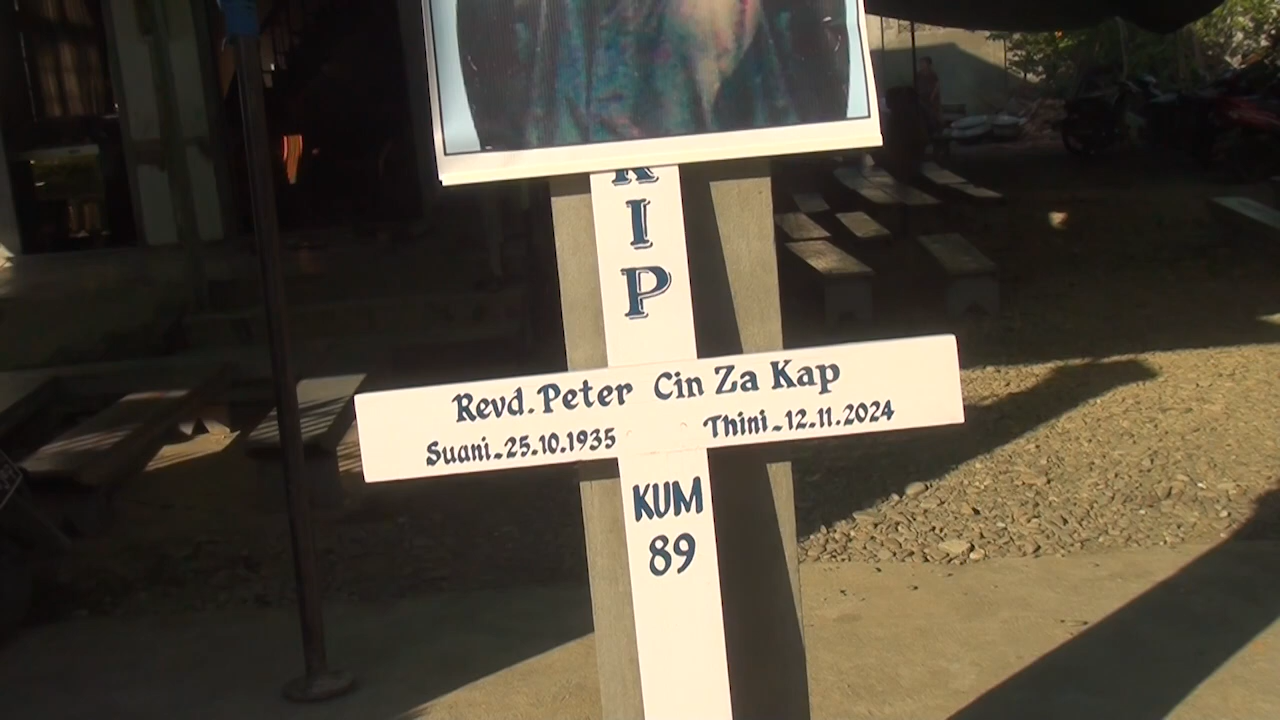 R
I
P
Revd. Peter Cin Za Kap
Suani-25.10.1935 Thini-12.11.2024
KUM
89